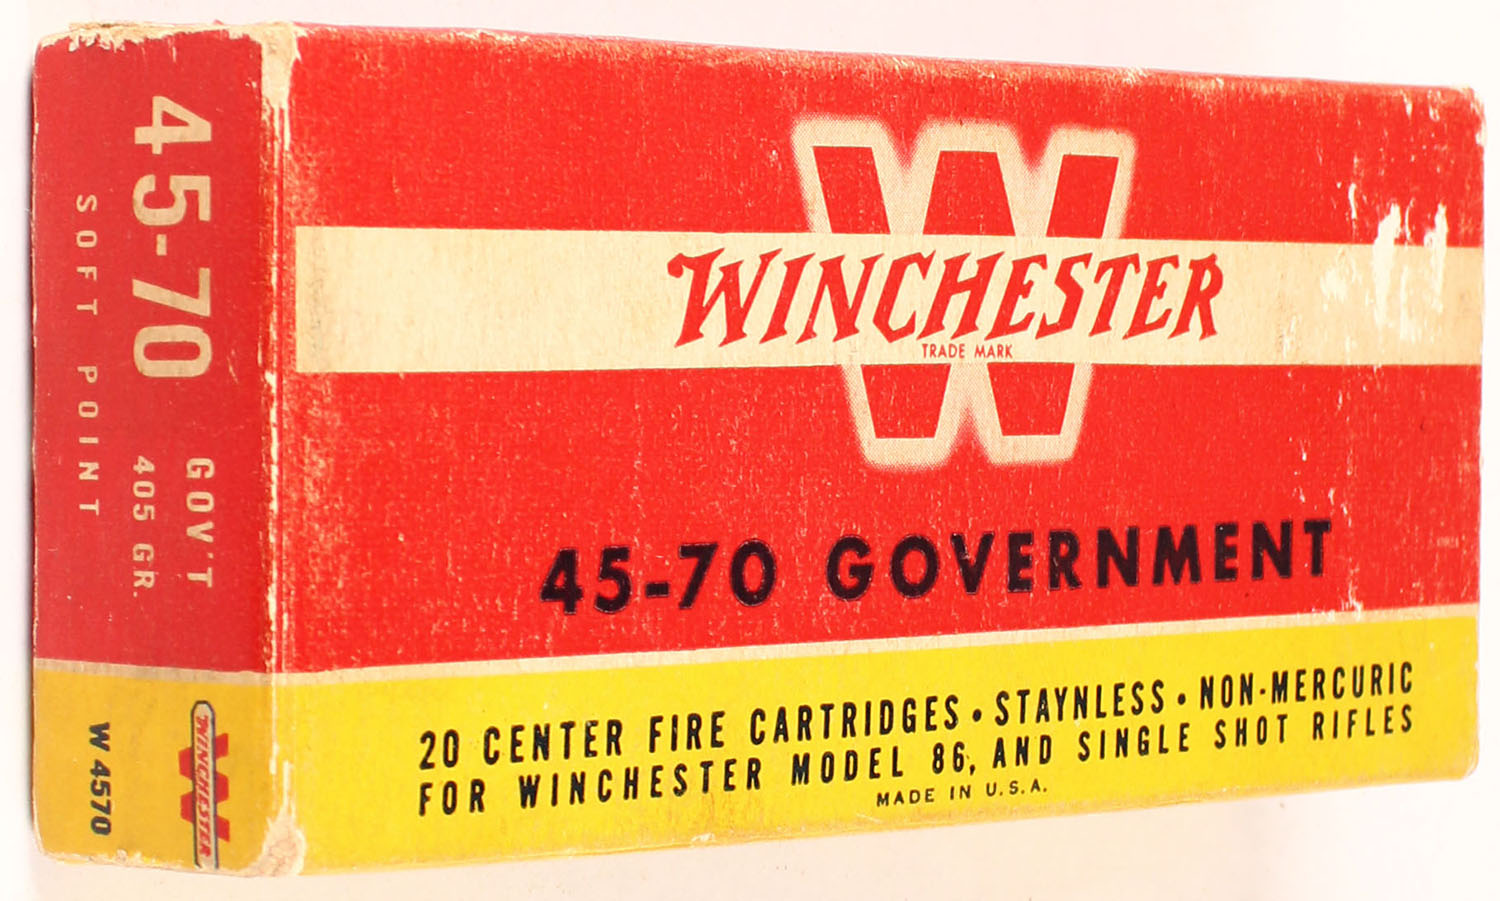 45-70
GOV'T
405 GR.
SOFT POINT
W 4570
WINCHESTER
W
WINCHESTER
TRADE MARK
45-70 GOVERNMENT
20 CENTER FIRE CARTRIDGES • STAYNLESS • NON-MERCURIC
FOR WINCHESTER MODEL 86, AND SINGLE SHOT RIFLES
MADE IN U.S.A.